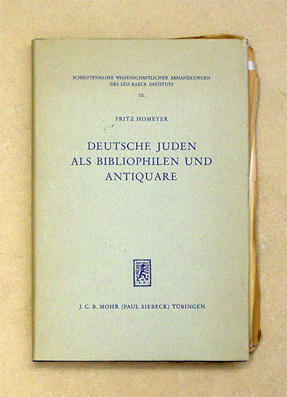 SCHRIFTENREIHE WISSENSCHAFTLICHER ABHANDLUNGEN
DES LEO BAECK INSTITUTS
10
FRITZ HOMEYER
DEUTSCHE JUDEN
ALS BIBLIOPHILEN UND
ANTIQUARE
J. C. B. MOHR (PAUL SIEBECK) TÜBINGEN